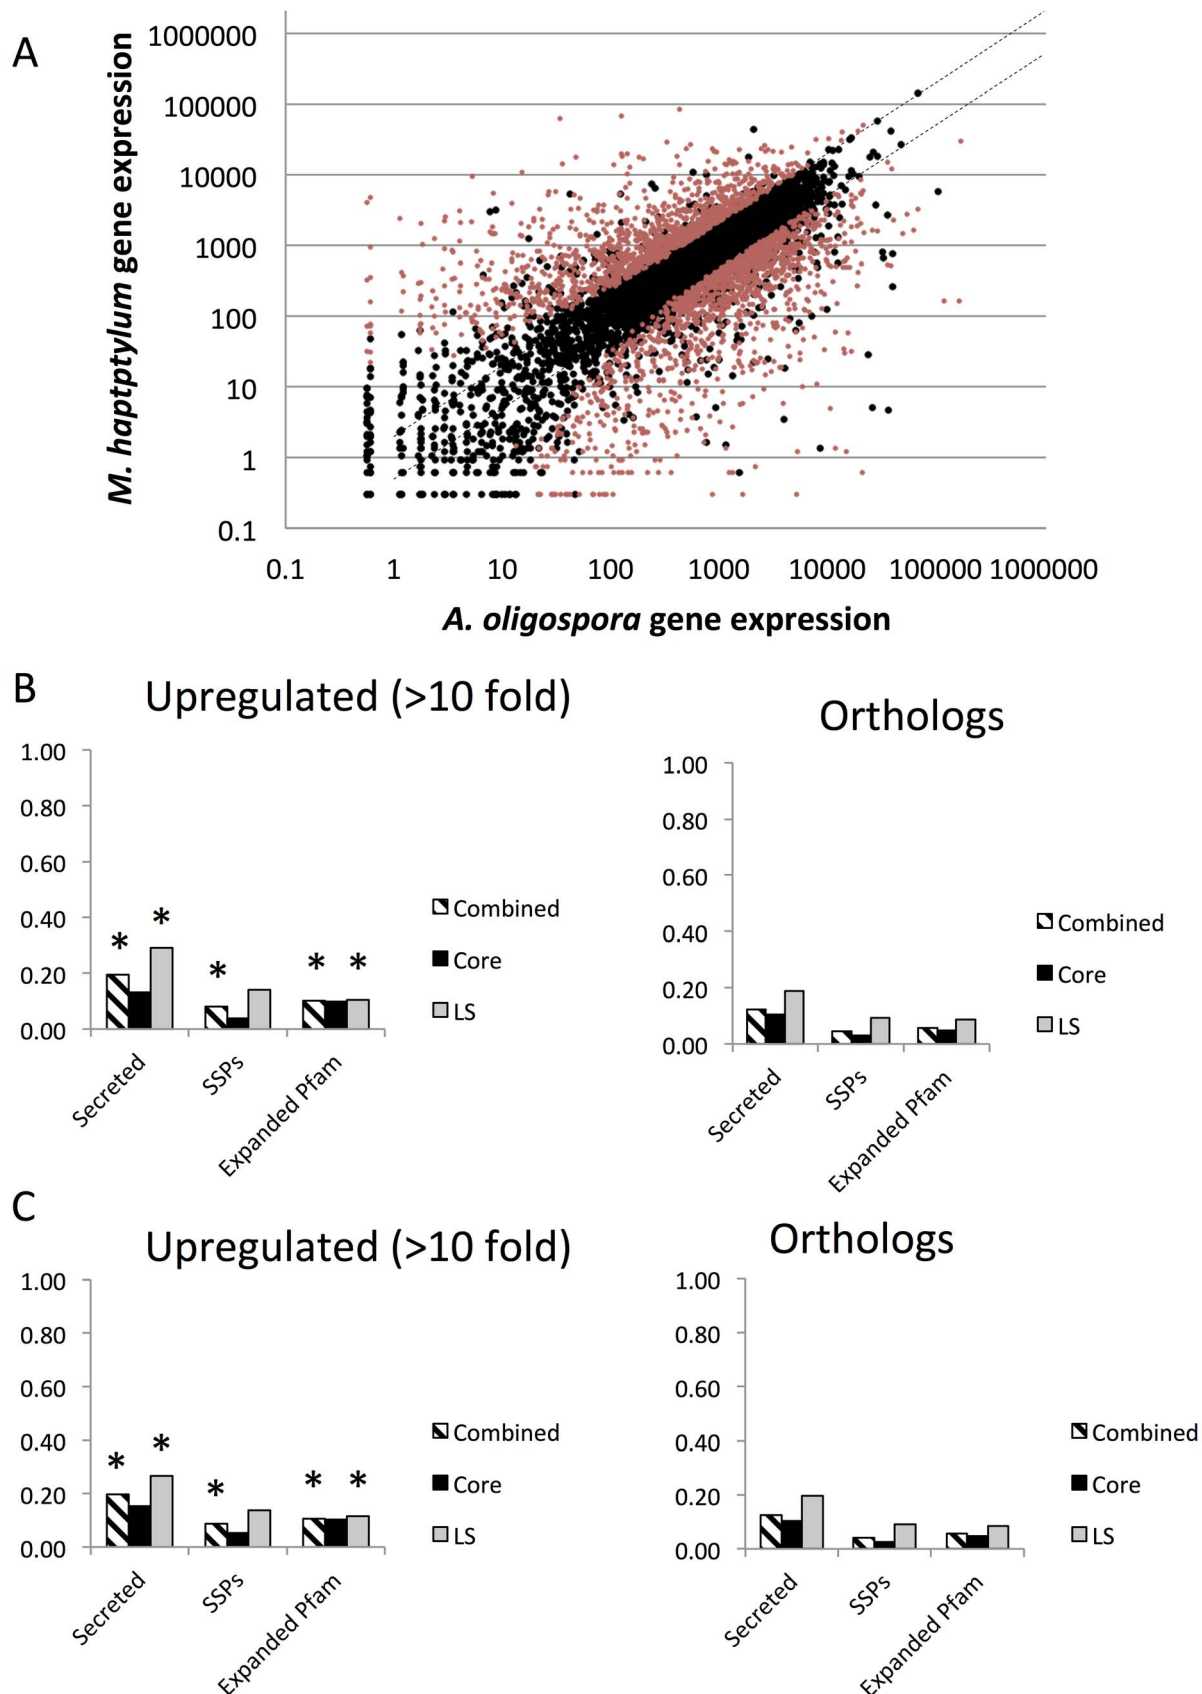 A
M. haptptylum gene expression
1000000
100000
10000
1000
100
10
1
0.1
0.1 1 10 100 1000 10000 100000 1000000
A. oligospora gene expression
B
Upregulated (>10 fold)
1.00
0.80
0.60
0.40
0.20
0.00
* * * * *
Secreted
SSPs
Expanded Pfam
Combined
Core
LS
Orthologs
1.00
0.80
0.60
0.40
0.20
0.00
Secreted
SSPs
Expanded Pfam
Combined
Core
LS
C
Upregulated (>10 fold)
1.00
0.80
0.60
0.40
0.20
0.00
* * * * *
Secreted
SSPs
Expanded Pfam
Combined
Core
LS
Orthologs
1.00
0.80
0.60
0.40
0.20
0.00
Secreted
SSPs
Expanded Pfam
Combined
Core
LS